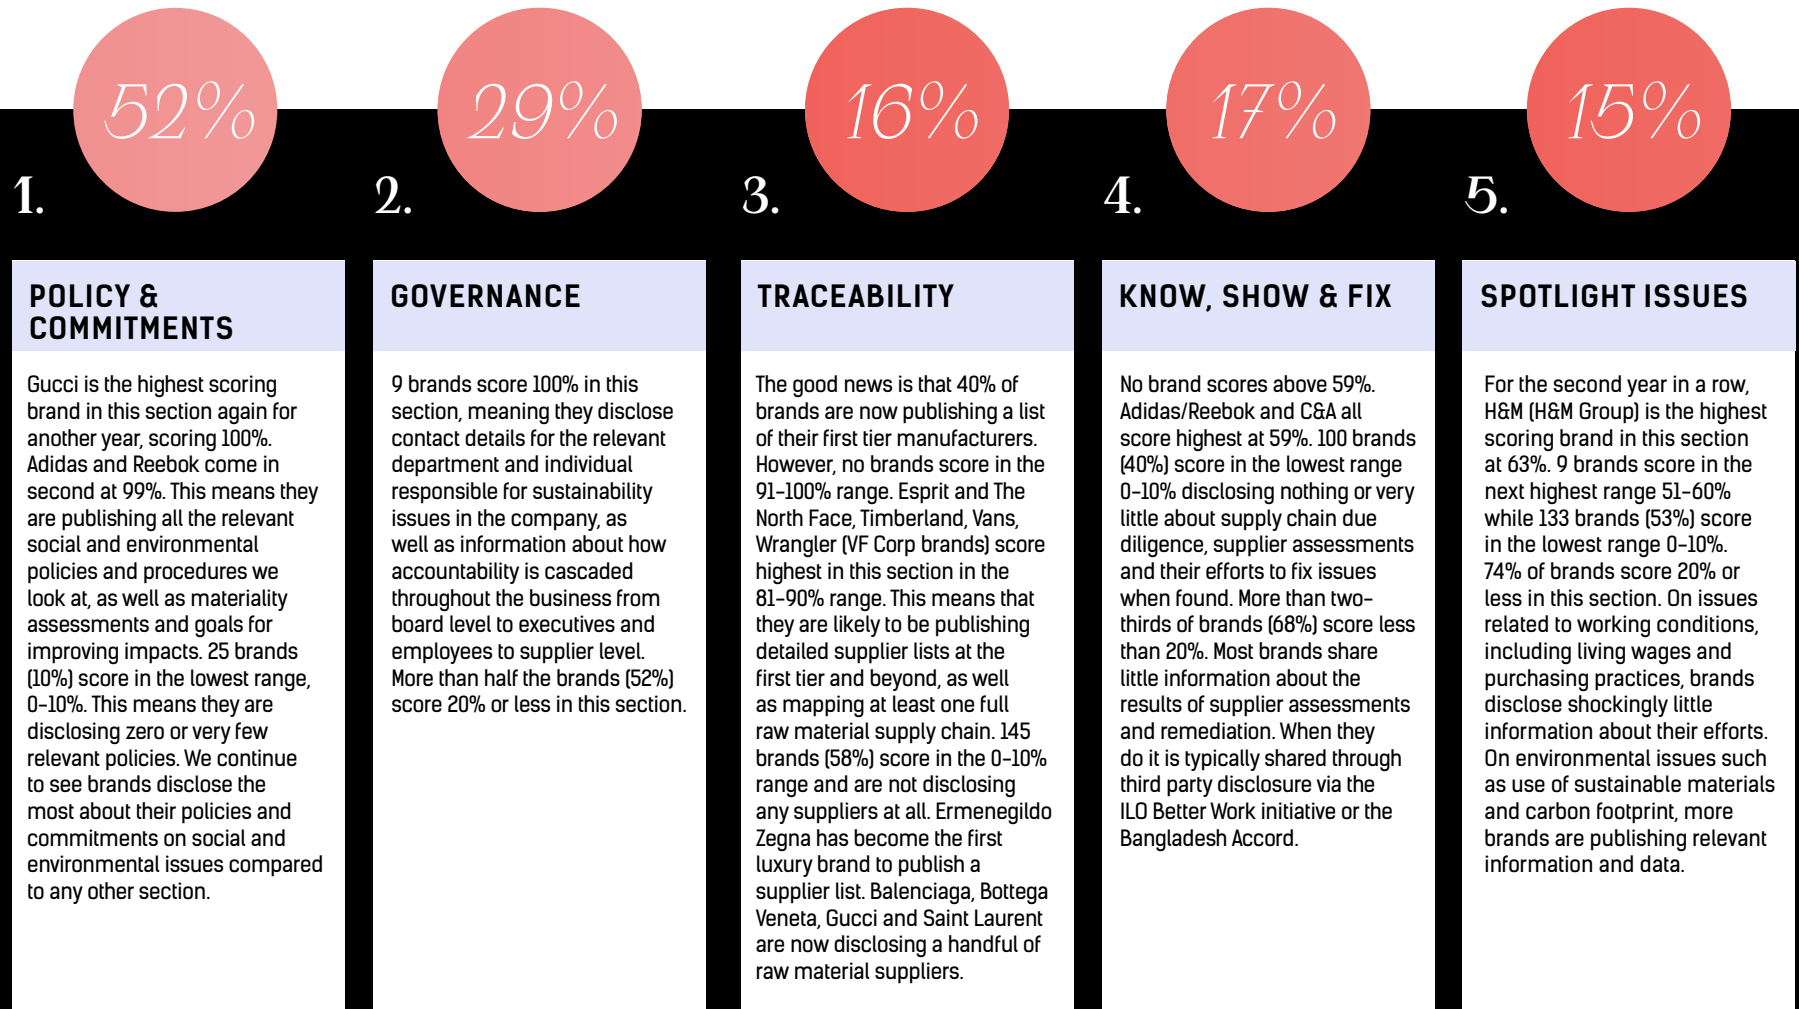 52%
1.
POLICY &
COMMITMENTS
Gucci is the highest scoring
brand in this section again for
another year, scoring 100%.
Adidas and Reebok come in
second at 99%. This means they
are publishing all the relevant
social and environmental
policies and procedures we
look at, as well as materiality
assessments and goals for
improving impacts. 25 brands
(10%) score in the lowest range,
0-10%. This means they are
disclosing zero or very few
relevant policies. We continue
to see brands disclose the
most about their policies and
commitments on social and
environmental issues compared
to any other section.
29%
2.
GOVERNANCE
9 brands score 100% in this
section, meaning they disclose
contact details for the relevant
department and individual
responsible for sustainability
issues in the company, as
well as information about how
accountability is cascaded
throughout the business from
board level to executives and
employees to supplier level.
More than half the brands (52%)
score 20% or less in this section.
16%
3.
TRACEABILITY
The good news is that 40% of
brands are now publishing a list
of their first tier manufacturers.
However, no brands score in the
91-100% range. Esprit and The
North Face, Timberland, Vans,
Wrangler (VF Corp brands) score
highest in this section in the
81-90% range. This means that
they are likely to be publishing
detailed supplier lists at the
first tier and beyond, as well
as mapping at least one full
raw material supply chain. 145
brands (58%) score in the 0-10%
range and are not disclosing
any suppliers at all. Ermenegildo
Zegna has become the first
luxury brand to publish a
supplier list. Balenciaga, Bottega
Veneta, Gucci and Saint Laurent
are now disclosing a handful of
raw material suppliers.
17%
4.
KNOW, SHOW & FIX
No brand scores above 59%.
Adidas/Reebok and C&A all
score highest at 59%. 100 brands
(40%) score in the lowest range
0-10% disclosing nothing or very
little about supply chain due
diligence, supplier assessments
and their efforts to fix issues
when found. More than two-
thirds of brands (68%) score less
than 20%. Most brands share
little information about the
results of supplier assessments
and remediation. When they
do it is typically shared through
third party disclosure via the
ILO Better Work initiative or the
Bangladesh Accord.
15%
5.
SPOTLIGHT ISSUES
For the second year in a row,
H&M (H&M Group) is the highest
scoring brand in this section
at 63%. 9 brands score in the
next highest range 51-60%
while 133 brands (53%) score
in the lowest range 0-10%.
74% of brands score 20% or
less in this section. On issues
related to working conditions,
including living wages and
purchasing practices, brands
disclose shockingly little
information about their efforts.
On environmental issues such
as use of sustainable materials
and carbon footprint, more
brands are publishing relevant
information and data.